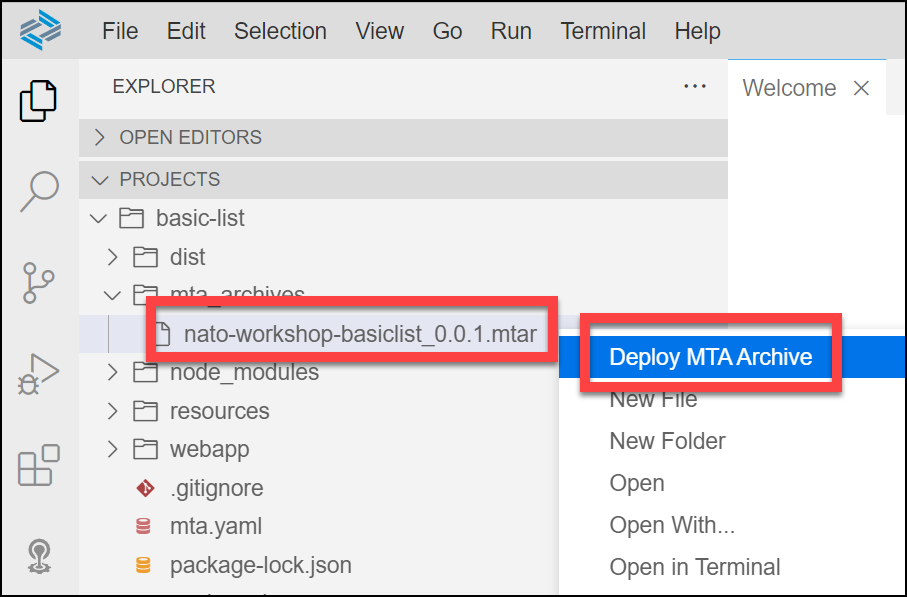 File Edit Selection View Go Run Terminal Help
EXPLORER ... Welcome
OPEN EDITORS
PROJECTS
basic-list
dist
mta_archives
nato-workshop-basiclist_0.0.1.mtar
Deploy MTA Archive
node_modules
New File
resources
New Folder
webapp
Open
.gitignore
Open With...
mta.yaml
Open in Terminal
package-lock.json